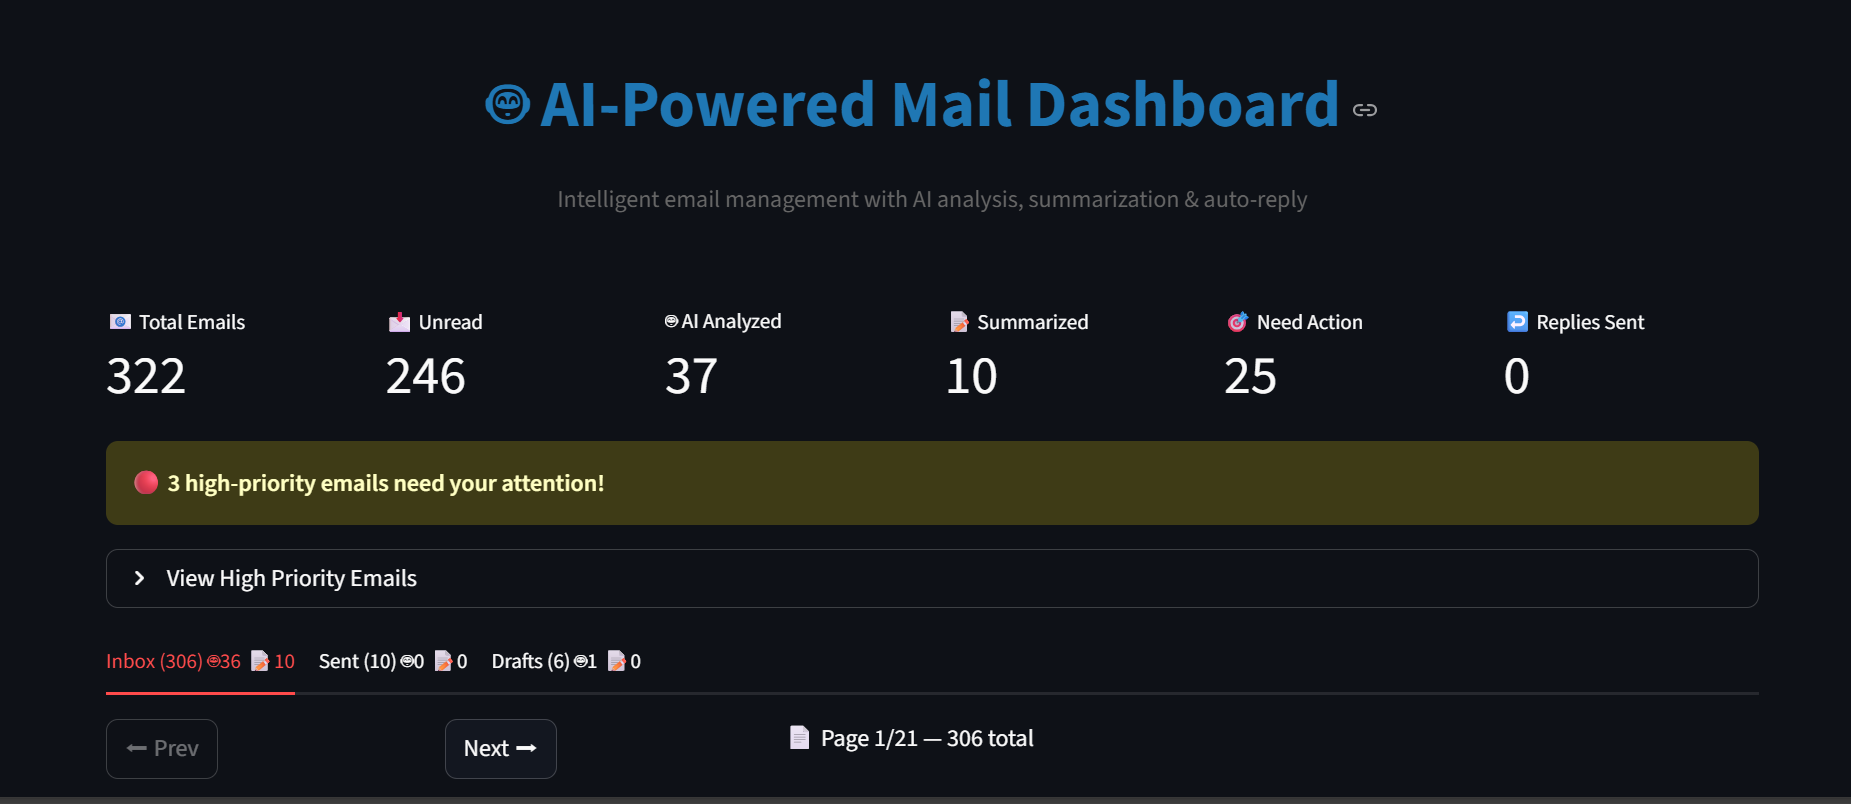 AI-Powered Mail Dashboard
Intelligent email management with AI analysis, summarization & auto-reply
Total Emails
322
Unread
246
AI Analyzed
37
Summarized
10
Need Action
25
Replies Sent
0
3 high-priority emails need your attention!
View High Priority Emails
Inbox (306) 36 10 Sent (10) 0 0 Drafts (6) 1 0
← Prev
Next →
Page 1/21 — 306 total